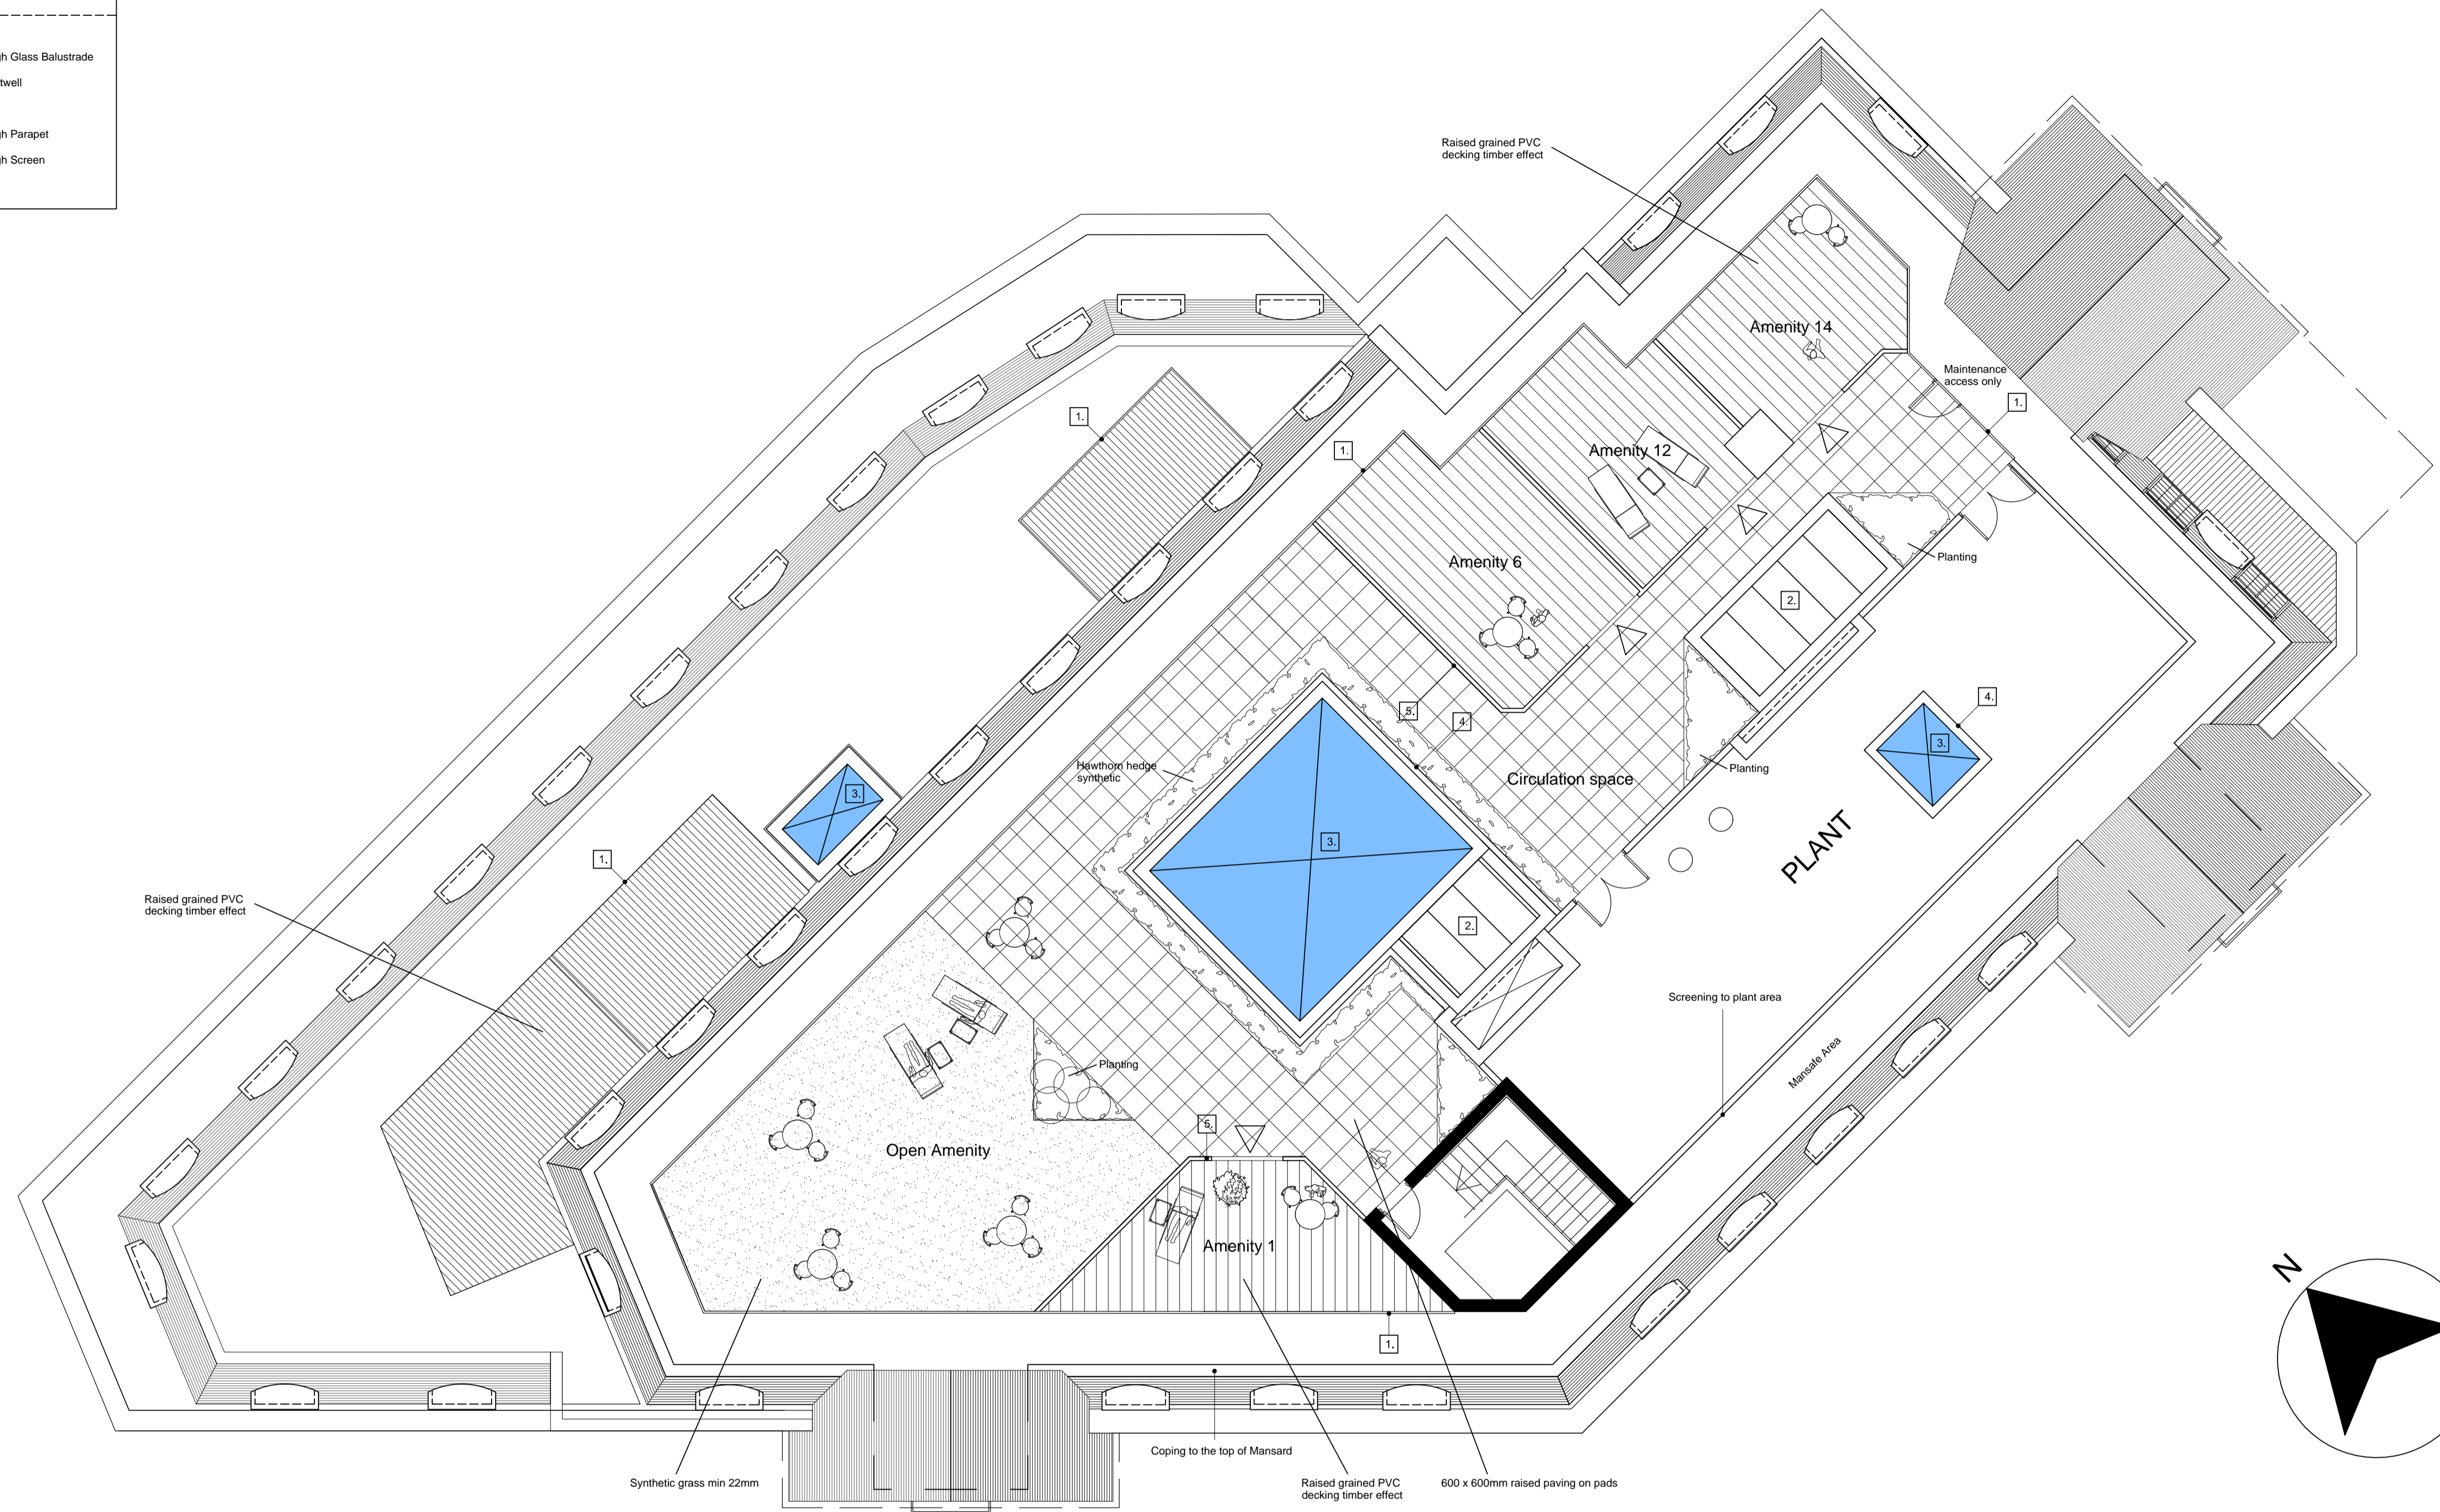 Glass Balustrade
Parapet
Screen
Raised grained PVC
decking timber effect
Amenity 14
Maintenance
access only
1.
1.
1.
Amenity 12
Planting
Amenity 6
2.
5.
4.
4.
3.
Hawthorn hedge
synthetic
Circulation space
Planting
3.
3.
PLANT
1.
Raised grained PVC
decking timber effect
2.
Screening to plant area
Mansafe Area
Planting
5.
Open Amenity
Amenity 1
N
1.
Coping to the top of Mansard
Synthetic grass min 22mm
Raised grained PVC
decking timber effect
600 x 600mm raised paving on pads